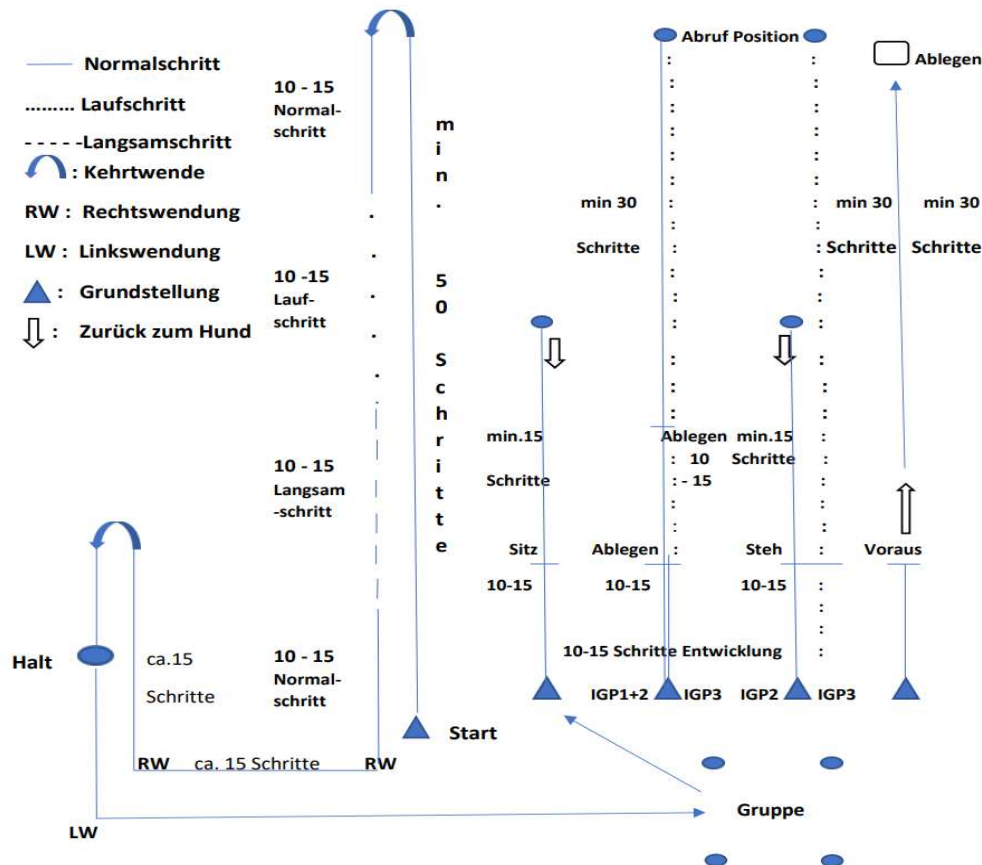 Normalschritt
......... Laufschritt
- - - - -Langsamschritt
: Kehrtwende
RW : Rechtswendung
LW : Linkswendung
: Grundstellung
: Zurück zum Hund
10 - 15
Normal-
schritt
10 -15
Lauf-
schritt
10 - 15
Langsam
-schritt
10 - 15
Normal-
schritt
min. 50 Schritte
Start
RW
ca. 15 Schritte
RW
ca.15
Schritte
Halt
LW
Gruppe
Sitz
10-15
min.15
Schritte
Abruf Position
min 30
Schritte
Ablegen
10
- 15
Ablegen
10-15
IGP1+2
IGP3
10-15 Schritte Entwicklung
min.15
Schritte
Steh
10-15
IGP2
IGP3
min 30
Schritte
Ablegen
min 30
Schritte
Voraus